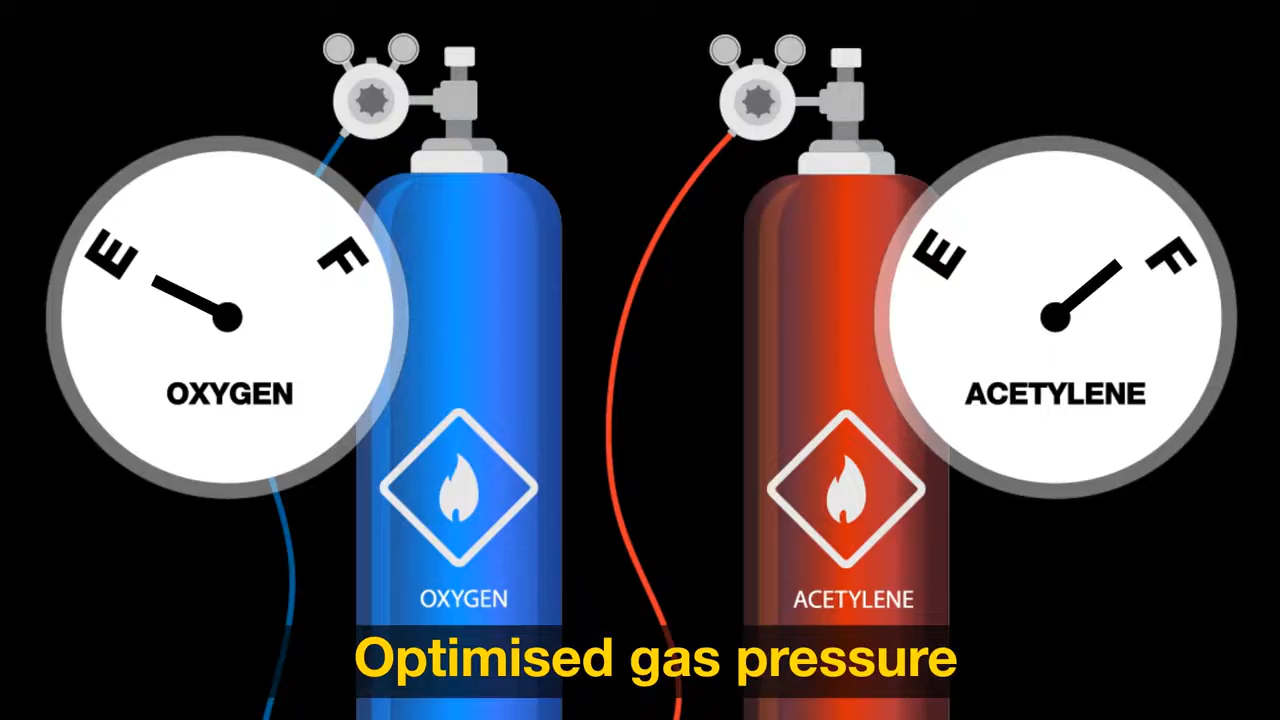 E
F
OXYGEN
E
F
ACETYLENE
OXYGEN
ACETYLENE
Optimised gas pressure